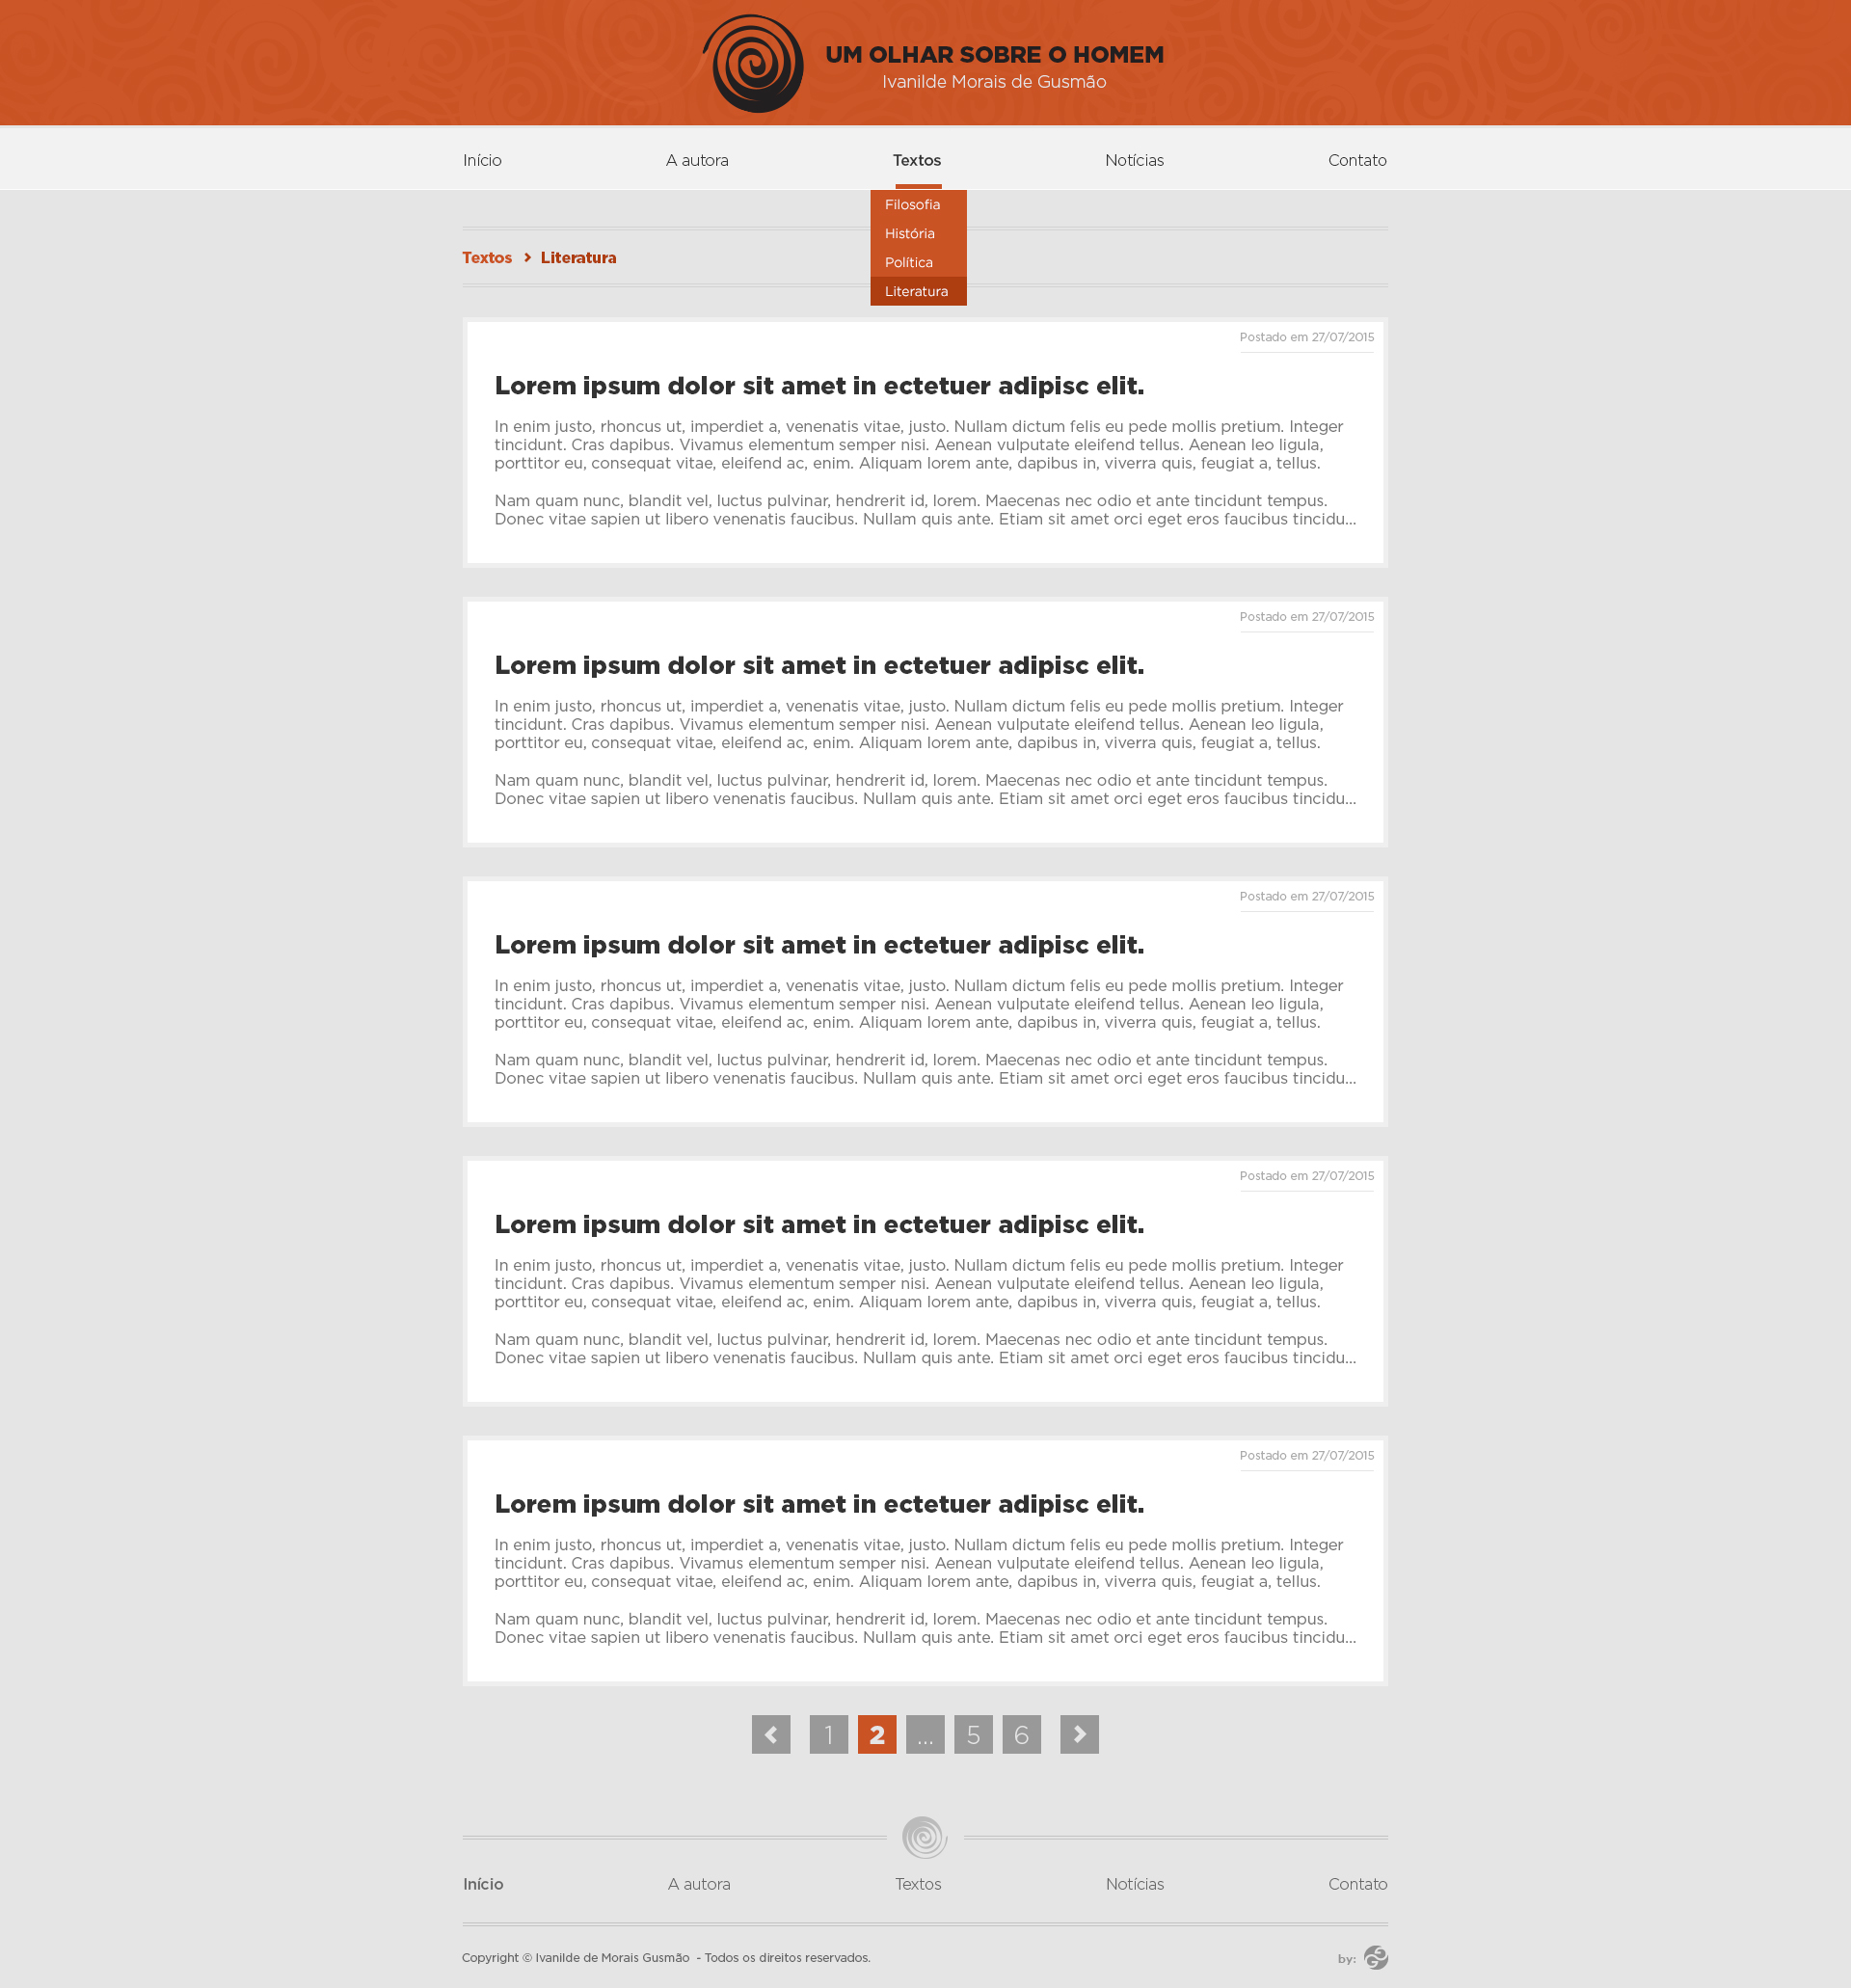 UM OLHAR SOBRE O HOMEM
Ivanilde Morais de Gusmão
Início
A autora
Textos
Notícias
Contato
Filosofia
História
Política
Literatura
Textos > Literatura
Postado em 27/07/2015
Lorem ipsum dolor sit amet in ectetuer adipisc elit.
In enim justo, rhoncus ut, imperdiet a, venenatis vitae, justo. Nullam dictum felis eu pede mollis pretium. Integer
tincidunt. Cras dapibus. Vivamus elementum semper nisi. Aenean vulputate eleifend tellus. Aenean leo ligula,
porttitor eu, consequat vitae, eleifend ac, enim. Aliquam lorem ante, dapibus in, viverra quis, feugiat a, tellus.
Nam quam nunc, blandit vel, luctus pulvinar, hendrerit id, lorem. Maecenas nec odio et ante tincidunt tempus.
Donec vitae sapien ut libero venenatis faucibus. Nullam quis ante. Etiam sit amet orci eget eros faucibus tincidu...
Postado em 27/07/2015
Lorem ipsum dolor sit amet in ectetuer adipisc elit.
In enim justo, rhoncus ut, imperdiet a, venenatis vitae, justo. Nullam dictum felis eu pede mollis pretium. Integer
tincidunt. Cras dapibus. Vivamus elementum semper nisi. Aenean vulputate eleifend tellus. Aenean leo ligula,
porttitor eu, consequat vitae, eleifend ac, enim. Aliquam lorem ante, dapibus in, viverra quis, feugiat a, tellus.
Nam quam nunc, blandit vel, luctus pulvinar, hendrerit id, lorem. Maecenas nec odio et ante tincidunt tempus.
Donec vitae sapien ut libero venenatis faucibus. Nullam quis ante. Etiam sit amet orci eget eros faucibus tincidu...
Postado em 27/07/2015
Lorem ipsum dolor sit amet in ectetuer adipisc elit.
In enim justo, rhoncus ut, imperdiet a, venenatis vitae, justo. Nullam dictum felis eu pede mollis pretium. Integer
tincidunt. Cras dapibus. Vivamus elementum semper nisi. Aenean vulputate eleifend tellus. Aenean leo ligula,
porttitor eu, consequat vitae, eleifend ac, enim. Aliquam lorem ante, dapibus in, viverra quis, feugiat a, tellus.
Nam quam nunc, blandit vel, luctus pulvinar, hendrerit id, lorem. Maecenas nec odio et ante tincidunt tempus.
Donec vitae sapien ut libero venenatis faucibus. Nullam quis ante. Etiam sit amet orci eget eros faucibus tincidu...
Postado em 27/07/2015
Lorem ipsum dolor sit amet in ectetuer adipisc elit.
In enim justo, rhoncus ut, imperdiet a, venenatis vitae, justo. Nullam dictum felis eu pede mollis pretium. Integer
tincidunt. Cras dapibus. Vivamus elementum semper nisi. Aenean vulputate eleifend tellus. Aenean leo ligula,
porttitor eu, consequat vitae, eleifend ac, enim. Aliquam lorem ante, dapibus in, viverra quis, feugiat a, tellus.
Nam quam nunc, blandit vel, luctus pulvinar, hendrerit id, lorem. Maecenas nec odio et ante tincidunt tempus.
Donec vitae sapien ut libero venenatis faucibus. Nullam quis ante. Etiam sit amet orci eget eros faucibus tincidu...
Postado em 27/07/2015
Lorem ipsum dolor sit amet in ectetuer adipisc elit.
In enim justo, rhoncus ut, imperdiet a, venenatis vitae, justo. Nullam dictum felis eu pede mollis pretium. Integer
tincidunt. Cras dapibus. Vivamus elementum semper nisi. Aenean vulputate eleifend tellus. Aenean leo ligula,
porttitor eu, consequat vitae, eleifend ac, enim. Aliquam lorem ante, dapibus in, viverra quis, feugiat a, tellus.
Nam quam nunc, blandit vel, luctus pulvinar, hendrerit id, lorem. Maecenas nec odio et ante tincidunt tempus.
Donec vitae sapien ut libero venenatis faucibus. Nullam quis ante. Etiam sit amet orci eget eros faucibus tincidu...
1 2 ... 5 6
Início
A autora
Textos
Notícias
Contato
Copyright © Ivanilde de Morais Gusmão - Todos os direitos reservados.
by: